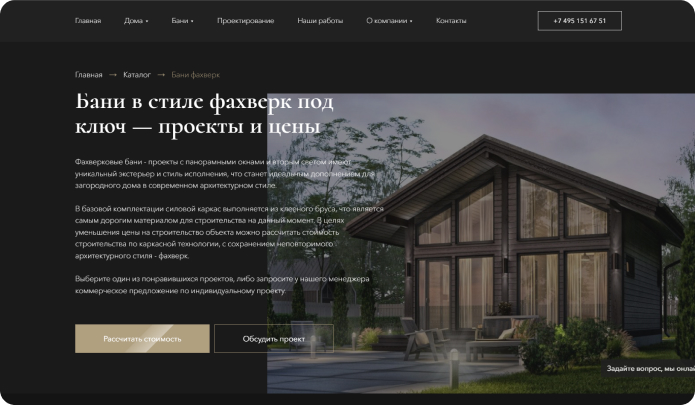 Главная Дома Бани Проектирование Наши работы О компании Контакты +7 495 151 67 51
Главная → Каталог → Бани фахверк
Бани в стиле фахверк под
ключ — проекты и цены
Фахверковые бани - проекты с панорамными окнами и вторым светом имеют
уникальный экстерьер и стиль исполнения, что станет идеальным дополнением для
загородного дома в современном архитектурном стиле.
В базовой комплектации силовой каркас выполняется из клееного бруса, что является
самым дорогим материалом для строительства на данный момент. В целях
уменьшения цены на строительство объекта можно рассчитать стоимость
строительства по каркасной технологии, с сохранением неповторимого
архитектурного стиля - фахверк.
Выберите один из понравившихся проектов, либо запросите у нашего менеджера
коммерческое предложение по индивидуальному проекту.
Рассчитать стоимость Обсудить проект
Задайте вопрос, мы онлай